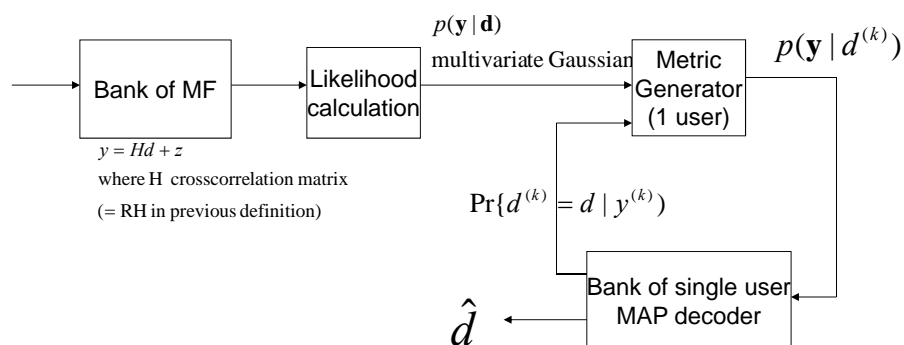 p(y | d)
multivariate Gaussian
p(y | d^(k))
Bank of MF
Likelihood
calculation
Metric
Generator
(1 user)
y = Hd + z
where H crosscorrelation matrix
(= RH in previous definition)
Pr{d^(k) = d | y^(k))
Bank of single user
MAP decoder
d̂